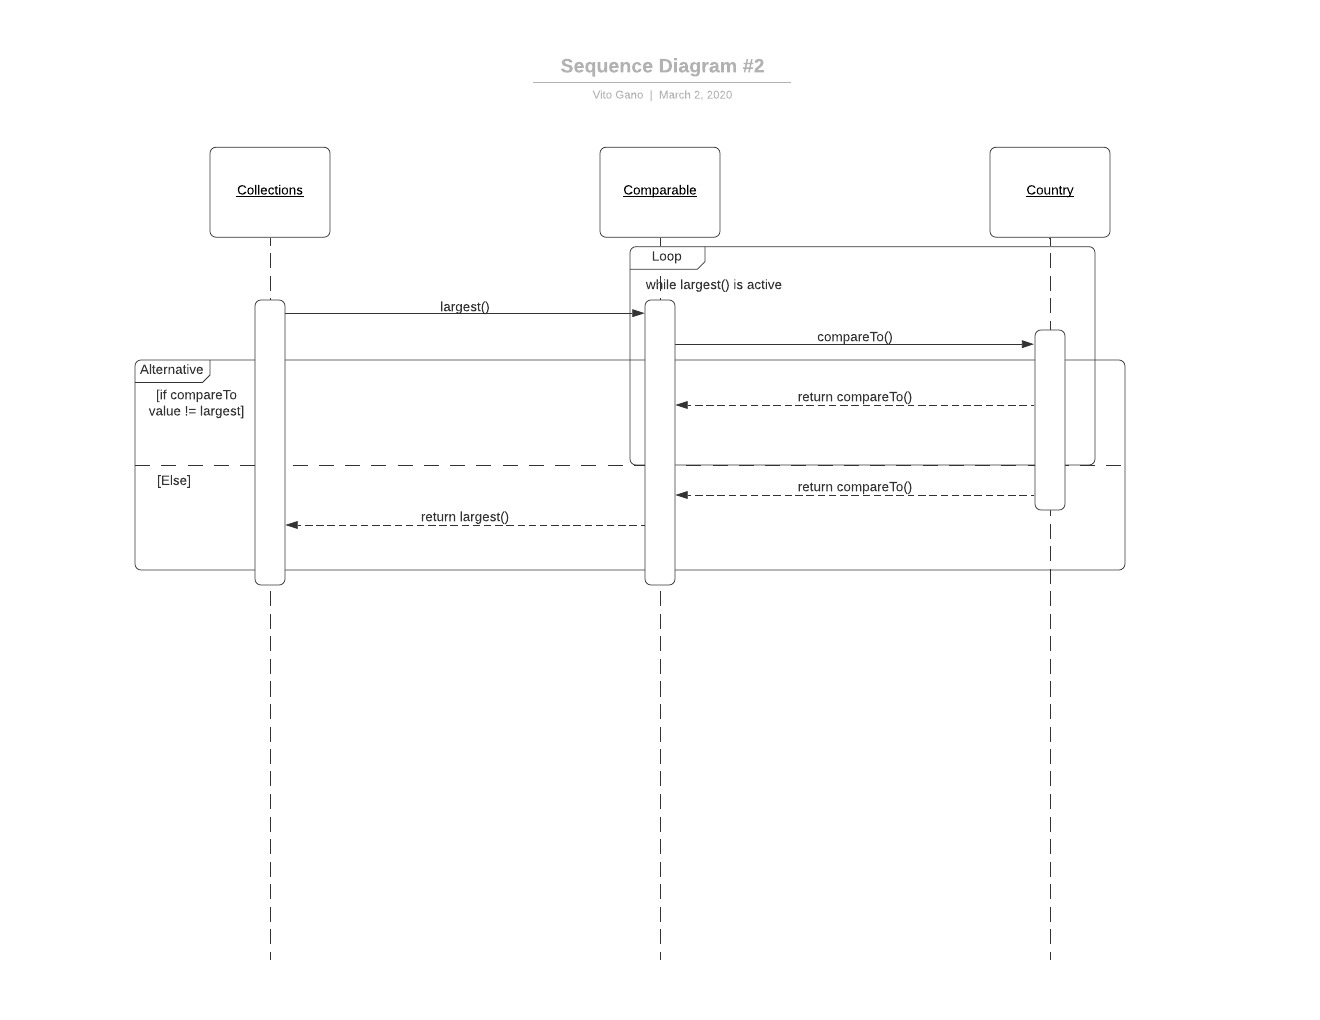 Sequence Diagram #2
Vito Gano | March 2, 2020
Collections
Comparable
Country
Loop
while largest() is active
largest()
compareTo()
Alternative
[if compareTo
value != largest]
return compareTo()
[Else]
return compareTo()
return largest()